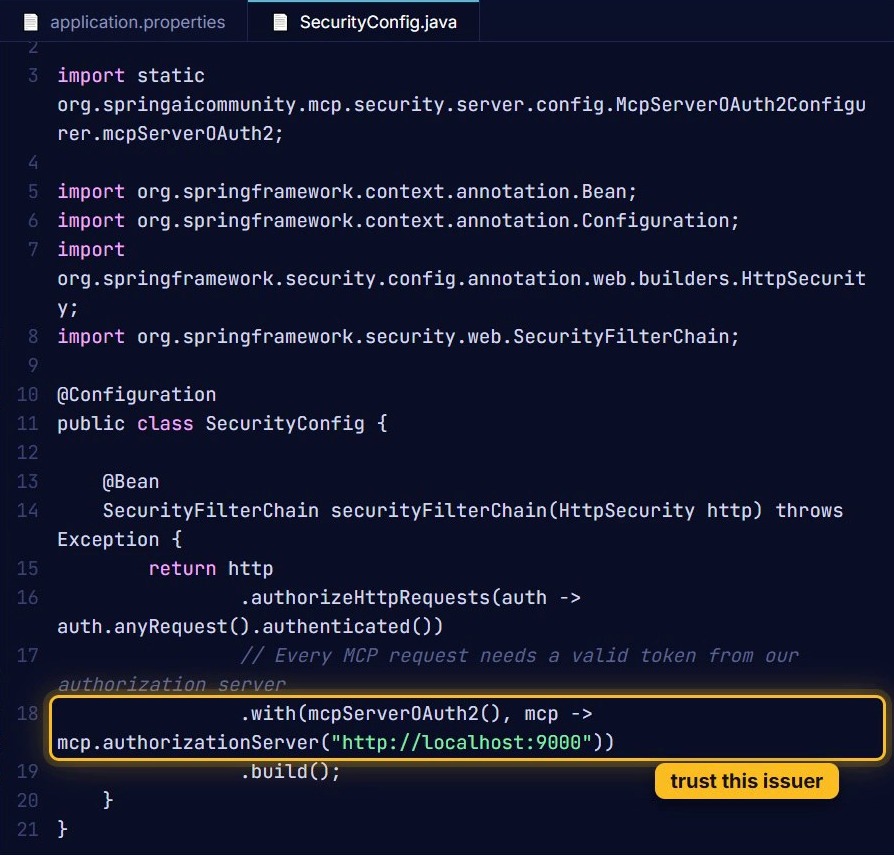 application.properties
SecurityConfig.java
2
3 import static
org.springaicommunity.mcp.security.server.config.McpServerOAuth2Configu
rer.mcpServerOAuth2;
4
5 import org.springframework.context.annotation.Bean;
6 import org.springframework.context.annotation.Configuration;
7 import
org.springframework.security.config.annotation.web.builders.HttpSecurit
y;
8 import org.springframework.security.web.SecurityFilterChain;
9
10 @Configuration
11 public class SecurityConfig {
12
13     @Bean
14     SecurityFilterChain securityFilterChain(HttpSecurity http) throws
Exception {
15         return http
16                 .authorizeHttpRequests(auth ->
auth.anyRequest().authenticated())
17                 // Every MCP request needs a valid token from our
authorization server
18                 .with(mcpServerOAuth2(), mcp ->
mcp.authorizationServer("http://localhost:9000"))
19                 .build();
trust this issuer
20     }
21 }